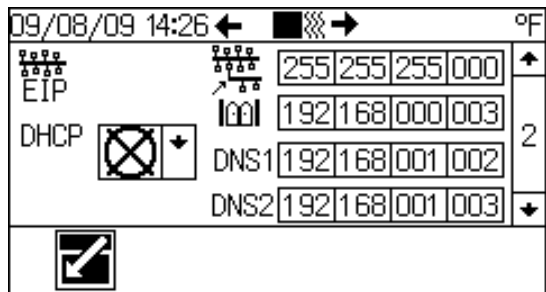 09/08/09 14:26 °F
EIP
255 255 255 000
192 168 000 003
DHCP
DNS1 192 168 001 002
DNS2 192 168 001 003
2